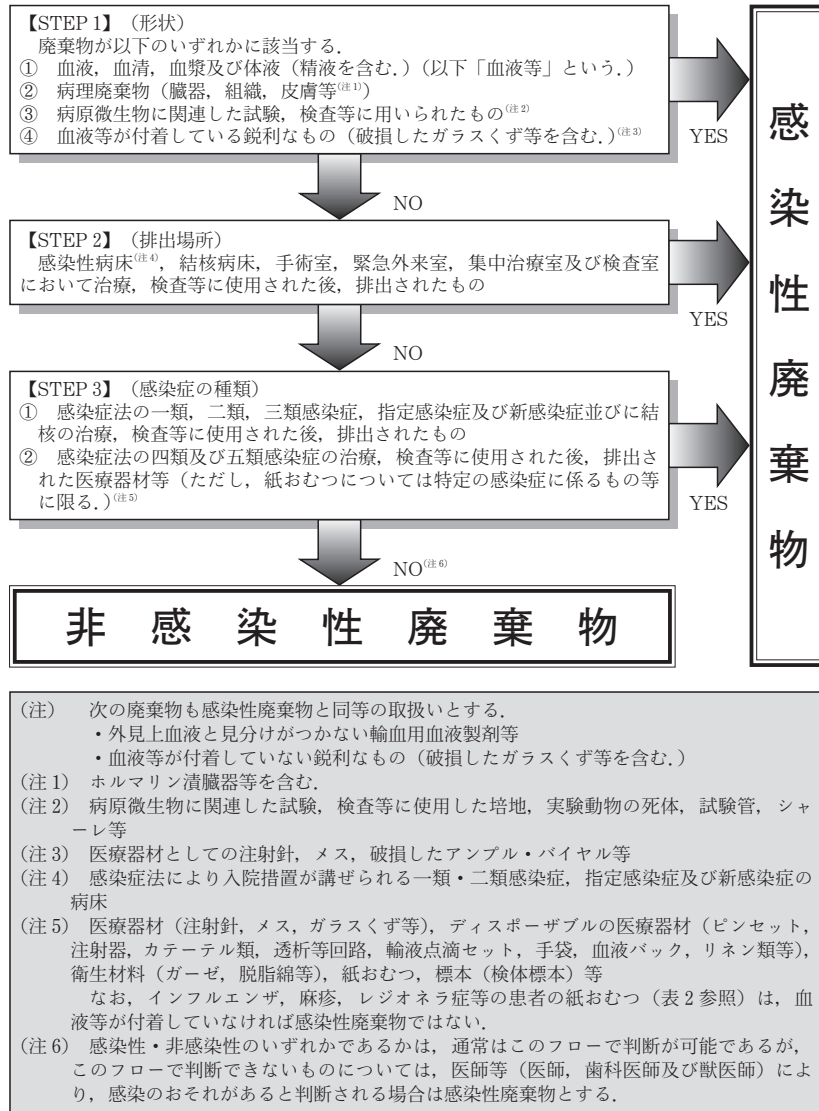 【STEP 1】（形状）
廃棄物が以下のいずれかに該当する．
① 血液，血清，血漿及び体液（精液を含む．）（以下「血液等」という．）
② 病理廃棄物（臓器，組織，皮膚等(注1)）
③ 病原微生物に関連した試験，検査等に用いられたもの(注2)
④ 血液等が付着している鋭利なもの（破損したガラスくず等を含む．）(注3)
YES
NO
【STEP 2】（排出場所）
感染性病床(注4)，結核病床，手術室，緊急外来室，集中治療室及び検査室
において治療，検査等に使用された後，排出されたもの
YES
NO
【STEP 3】（感染症の種類）
① 感染症法の一類，二類，三類感染症，指定感染症及び新感染症並びに結
核の治療，検査等に使用された後，排出されたもの
② 感染症法の四類及び五類感染症の治療，検査等に使用された後，排出さ
れた医療器材等（ただし，紙おむつについては特定の感染症に係るもの等
に限る．）(注5)
YES
NO(注6)
感染性廃棄物
非感染性廃棄物
（注） 次の廃棄物も感染性廃棄物と同等の取扱いとする．
・外見上血液と見分けがつかない輸血用血液製剤等
・血液等が付着していない鋭利なもの（破損したガラスくず等を含む．）
（注1） ホルマリン漬臓器等を含む．
（注2） 病原微生物に関連した試験，検査等に使用した培地，実験動物の死体，試験管，シャ
ーレ等
（注3） 医療器材としての注射針，メス，破損したアンプル・バイヤル等
（注4） 感染症法により入院措置が講ぜられる一類・二類感染症，指定感染症及び新感染症の
病床
（注5） 医療器材（注射針，メス，ガラスくず等），ディスポーザブルの医療器材（ピンセット，
注射器，カテーテル類，透析等回路，輸液点滴セット，手袋，血液バック，リネン類等），
衛生材料（ガーゼ，脱脂綿等），紙おむつ，標本（検体標本）等
なお，インフルエンザ，麻疹，レジオネラ症等の患者の紙おむつ（表2参照）は，血
液等が付着していなければ感染性廃棄物ではない．
（注6） 感染性・非感染性のいずれかであるかは，通常はこのフローで判断が可能であるが，
このフローで判断できないものについては，医師等（医師，歯科医師及び獣医師）によ
り，感染のおそれがあると判断される場合は感染性廃棄物とする．